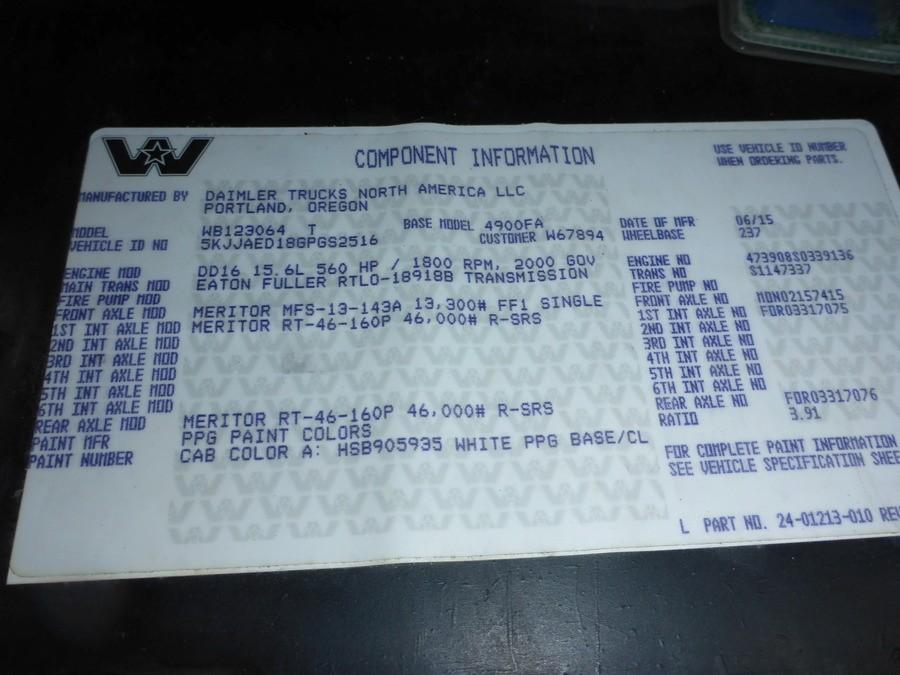 COMPONENT INFORMATION
USE VEHICLE ID NUMBER
WHEN ORDERING PARTS.
MANUFACTURED BY DAIMLER TRUCKS NORTH AMERICA LLC
PORTLAND, OREGON
MODEL WB123064 T BASE MODEL 4900FA DATE OF MFR 06/15
VEHICLE ID NO 5KJJAED18GPGS2516 CUSTOMER W67894 WHEELBASE 237
ENGINE MOD DD16 15.6L 560 HP / 1800 RPM, 2000 GOV ENGINE NO 473908S0339136
MAIN TRANS MOD EATON FULLER RTLO-18918B TRANSMISSION TRANS NO S1147337
FIRE PUMP MOD FIRE PUMP NO
FRONT AXLE MOD MERITOR MFS-13-143A 13,300# FF1 SINGLE FRONT AXLE NO MON02157415
1ST INT AXLE MOD MERITOR RT-46-160P 46,000# R-SRS 1ST INT AXLE NO FOR03317075
2ND INT AXLE MOD 2ND INT AXLE NO
3RD INT AXLE MOD 3RD INT AXLE NO
4TH INT AXLE MOD 4TH INT AXLE NO
5TH INT AXLE MOD 5TH INT AXLE NO
6TH INT AXLE MOD 6TH INT AXLE NO
REAR AXLE MOD MERITOR RT-46-160P 46,000# R-SRS REAR AXLE NO FOR03317076
PAINT MFR PPG PAINT COLORS RATIO 3.91
PAINT NUMBER CAB COLOR A: HSB905935 WHITE PPG BASE/CL
FOR COMPLETE PAINT INFORMATION
SEE VEHICLE SPECIFICATION SHEE
L PART NO. 24-01213-010 REV